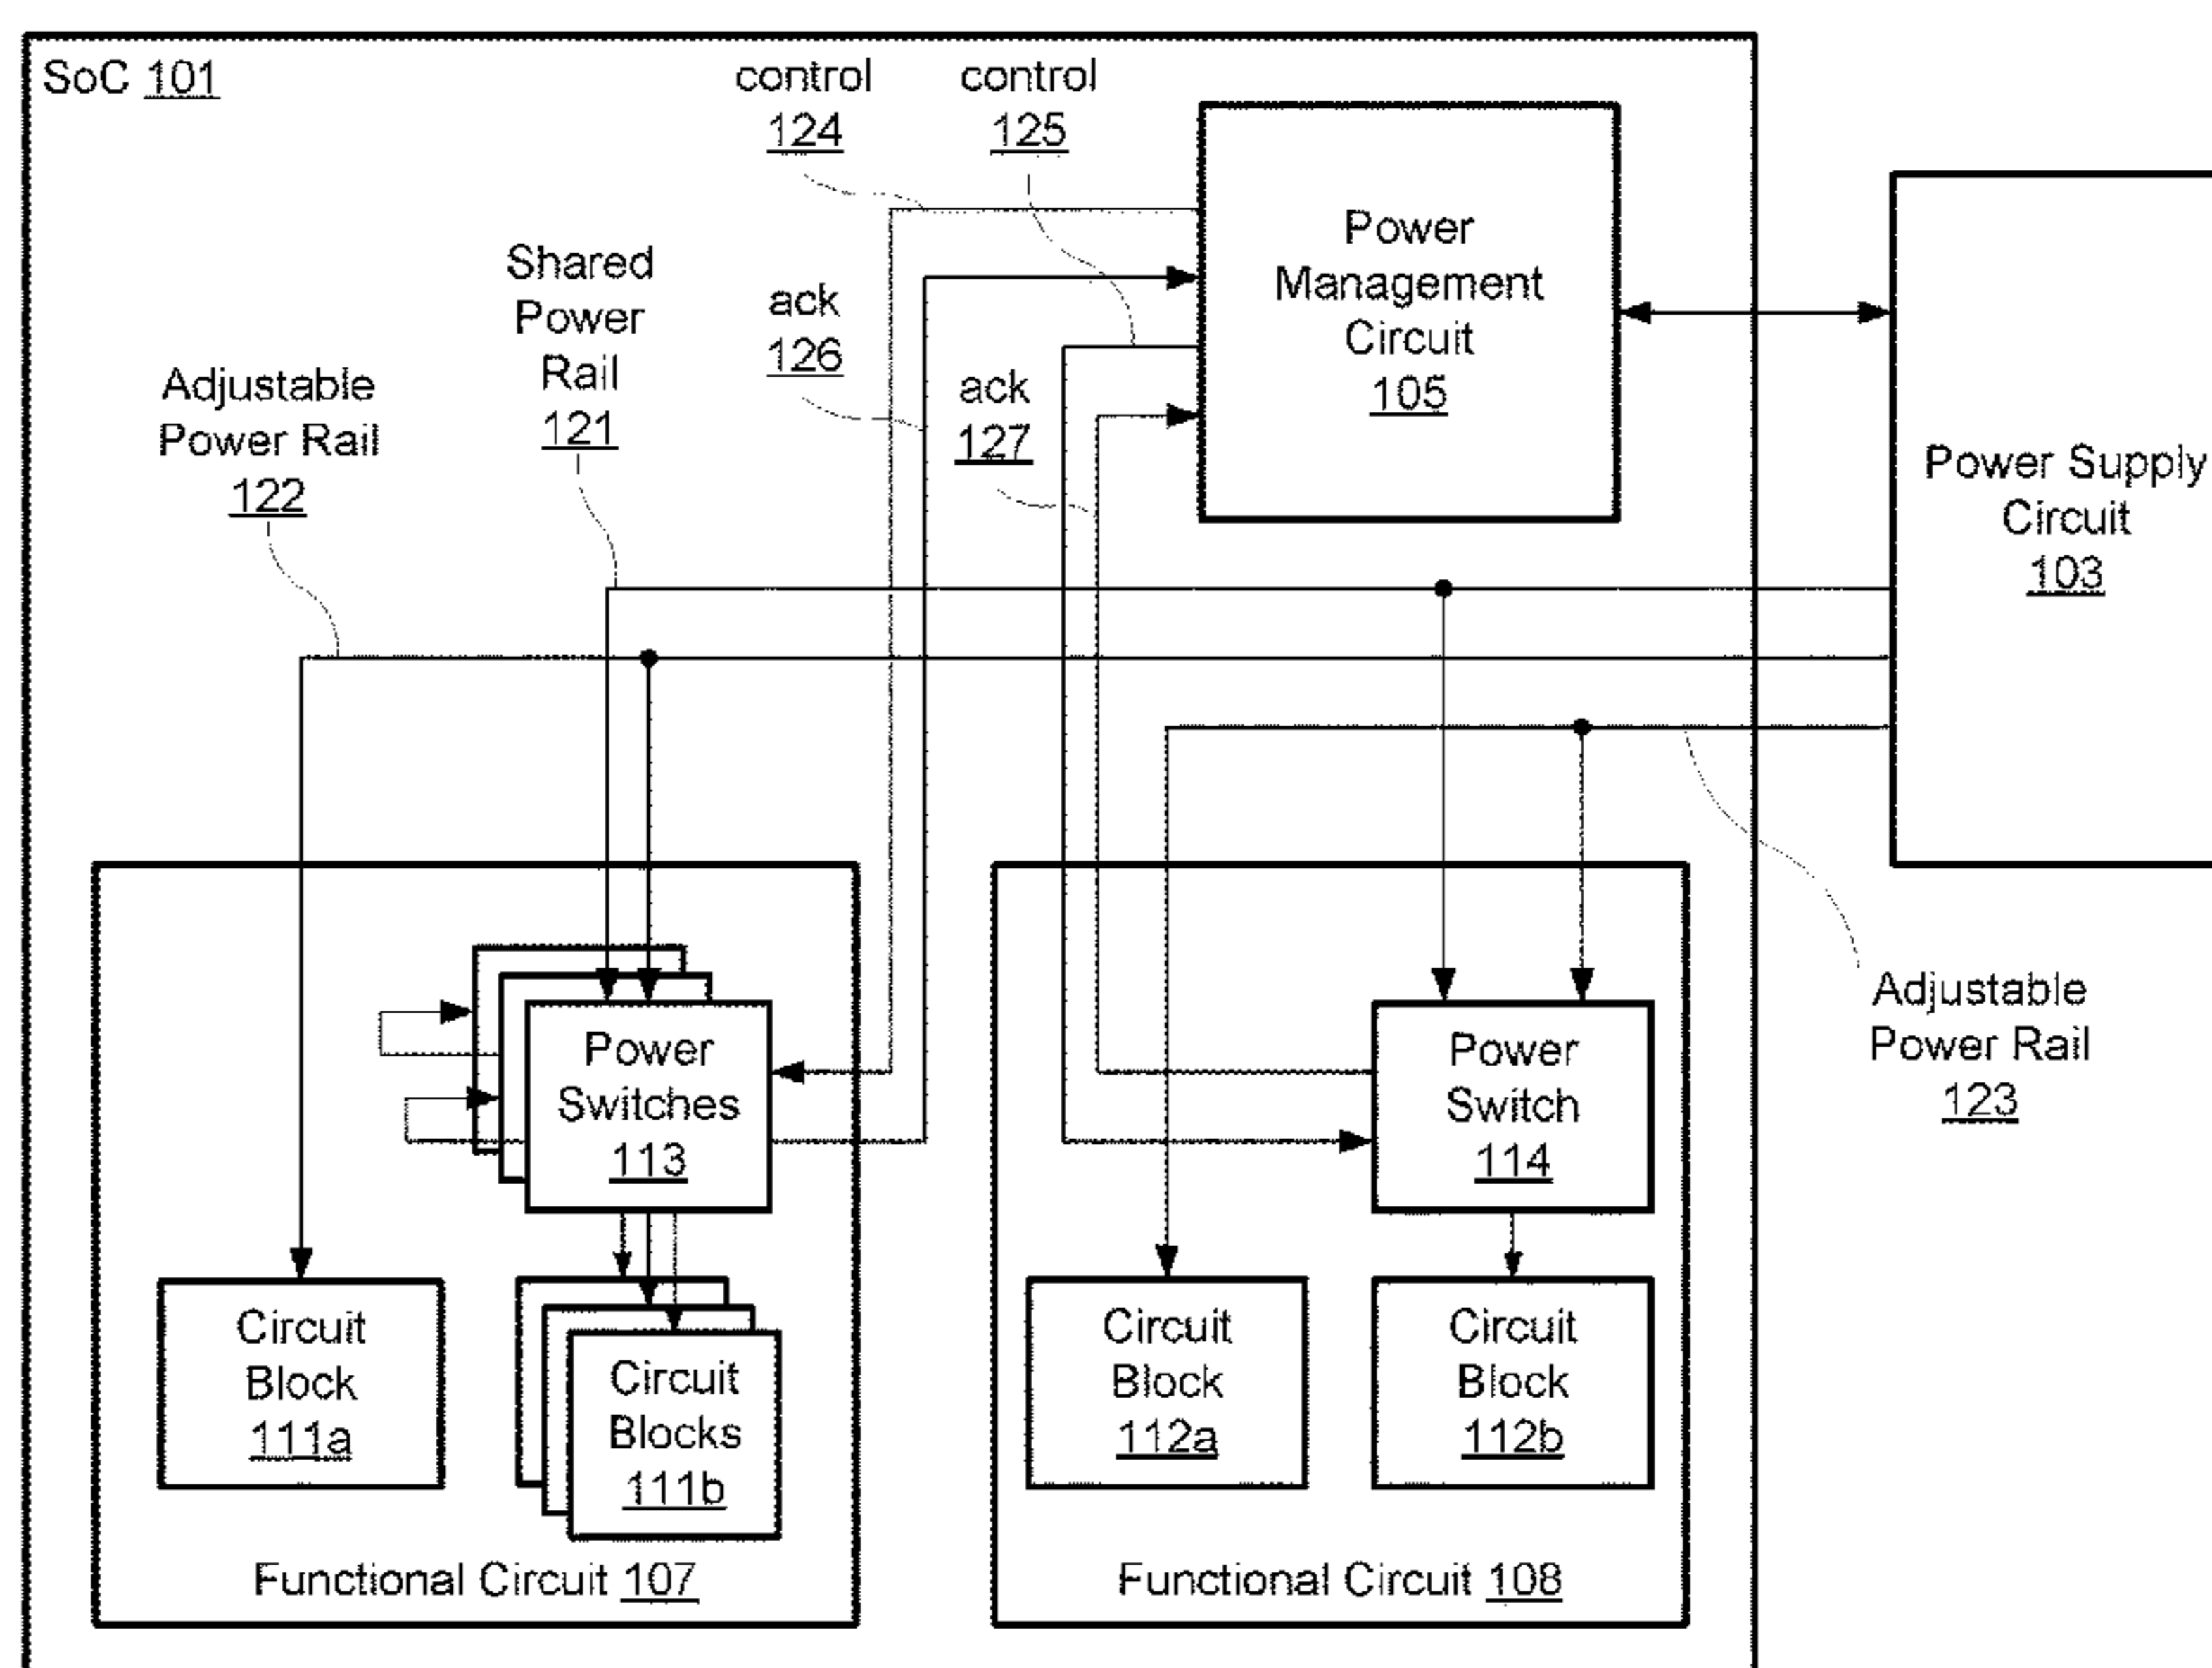 SoC 101
control
124
control
125
Shared
Power
Rail
121
ack
126
Adjustable
Power Rail
122
ack
127
Power
Management
Circuit
105
Power Supply
Circuit
103
Power
Switches
113
Power
Switch
114
Adjustable
Power Rail
123
Circuit
Block
111a
Circuit
Blocks
111b
Circuit
Block
112a
Circuit
Block
112b
Functional Circuit 107
Functional Circuit 108